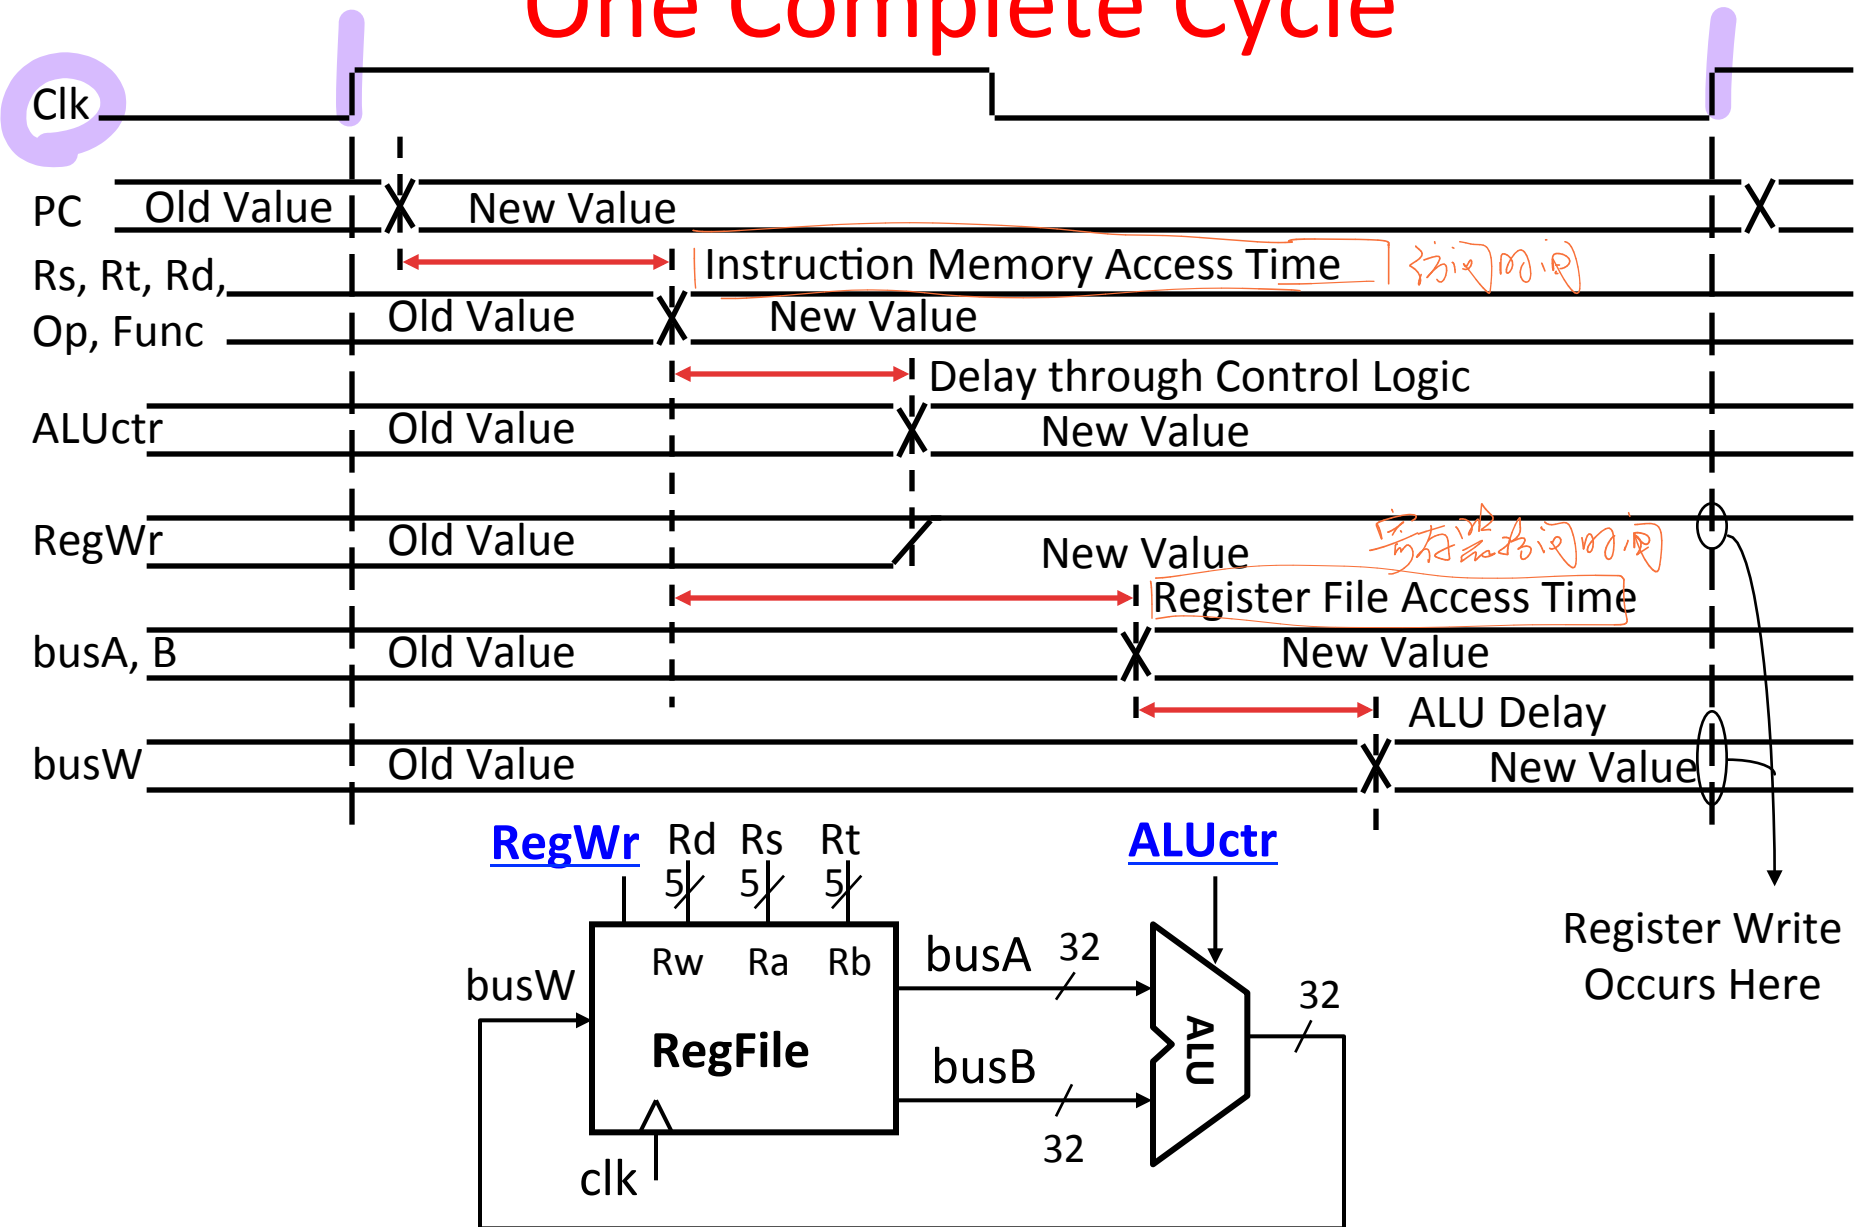 One Complete Cycle
Clk
PC Old Value New Value
Instruction Memory Access Time 访问时间
Rs, Rt, Rd,
Op, Func Old Value New Value
Delay through Control Logic
ALUctr Old Value New Value
寄存器访问时间
RegWr Old Value New Value
Register File Access Time
busA, B Old Value New Value
ALU Delay
busW Old Value New Value
RegWr Rd Rs Rt ALUctr
5 5 5
Rw Ra Rb busA 32
Register Write
Occurs Here
busW 32
RegFile ALU
busB
32
clk